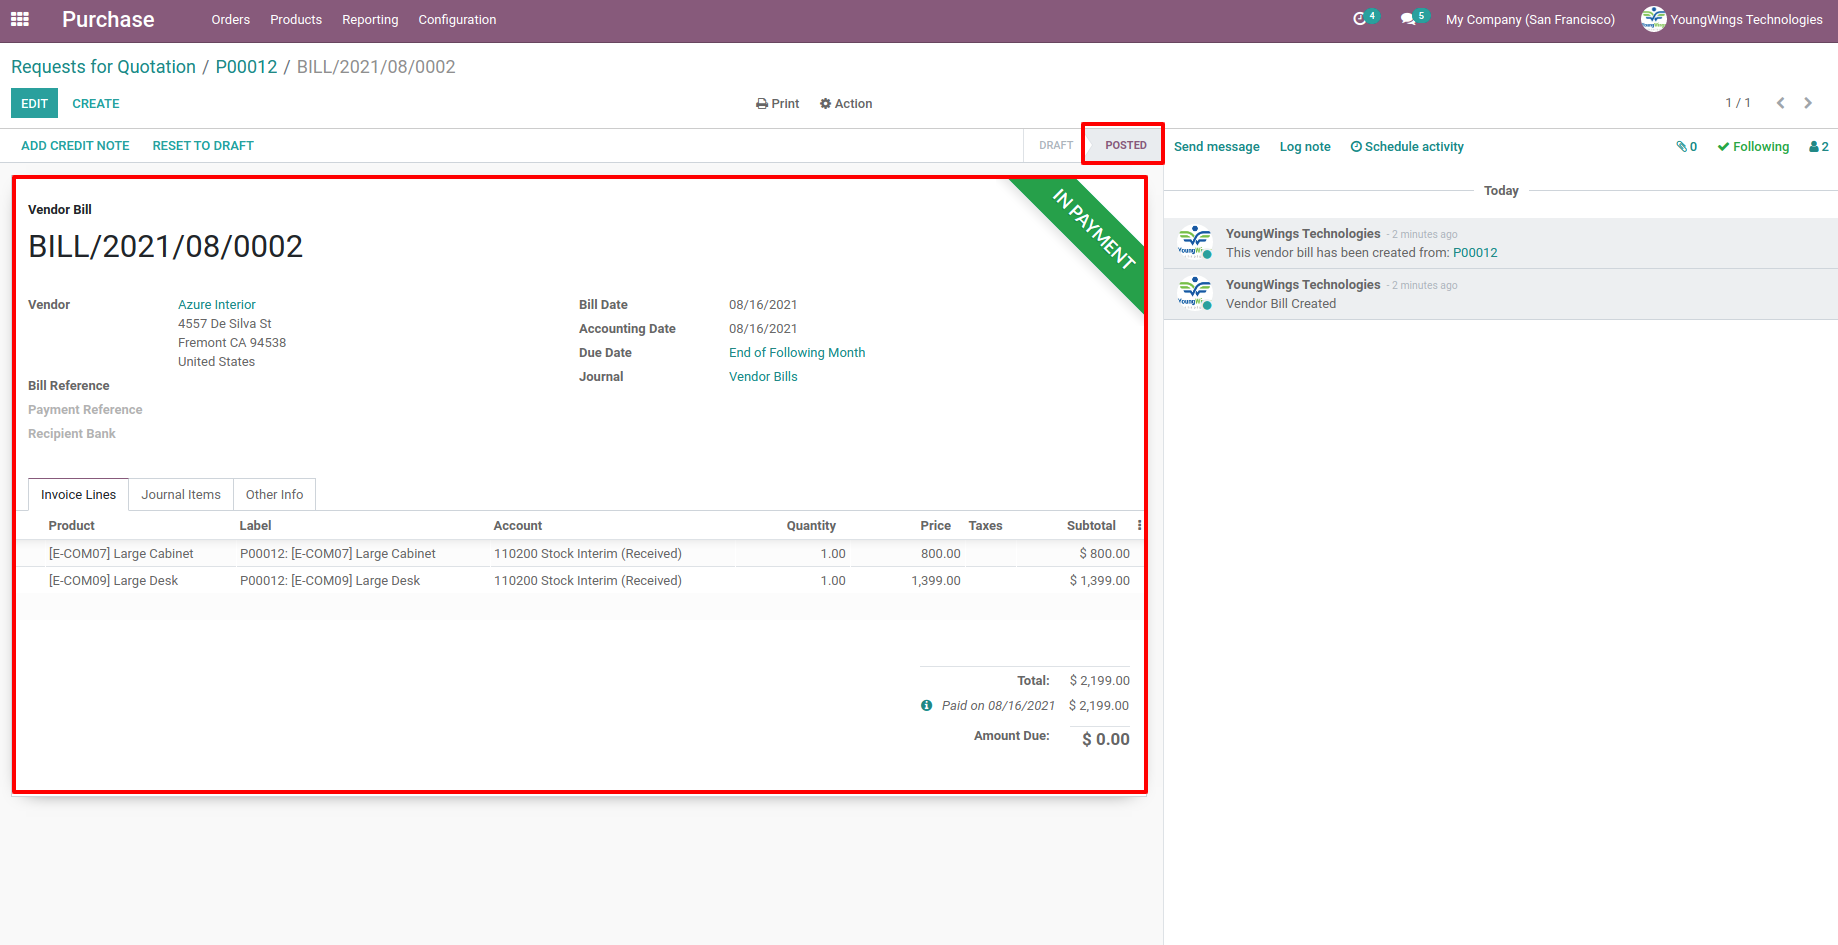 Purchase Orders Products Reporting Configuration 4 5 My Company (San Francisco) YoungWings Technologies
Requests for Quotation / P00012 / BILL/2021/08/0002
EDIT CREATE Print Action 1 / 1
ADD CREDIT NOTE RESET TO DRAFT DRAFT POSTED Send message Log note Schedule activity 0 Following 2
Today
YoungWings Technologies - 2 minutes ago
This vendor bill has been created from: P00012
YoungWings Technologies - 2 minutes ago
Vendor Bill Created
IN PAYMENT
Vendor Bill
BILL/2021/08/0002
Vendor Azure Interior
4557 De Silva St
Fremont CA 94538
United States
Bill Reference
Payment Reference
Recipient Bank
Bill Date 08/16/2021
Accounting Date 08/16/2021
Due Date End of Following Month
Journal Vendor Bills
Invoice Lines Journal Items Other Info
Product Label Account Quantity Price Taxes Subtotal
[E-COM07] Large Cabinet P00012: [E-COM07] Large Cabinet 110200 Stock Interim (Received) 1.00 800.00 $ 800.00
[E-COM09] Large Desk P00012: [E-COM09] Large Desk 110200 Stock Interim (Received) 1.00 1,399.00 $ 1,399.00
Total: $ 2,199.00
Paid on 08/16/2021 $ 2,199.00
Amount Due: $ 0.00